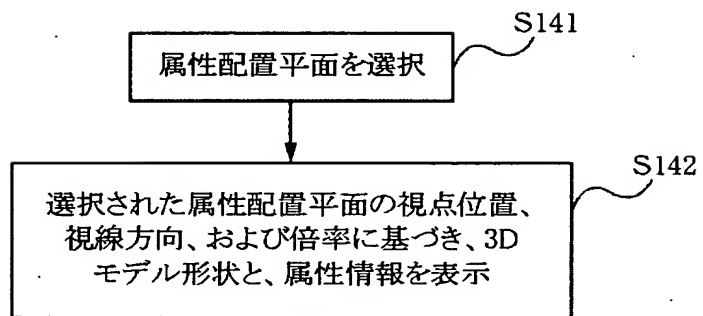 S141
属性配置平面を選択
S142
選択された属性配置平面の視点位置、
視線方向、および倍率に基づき、3D
モデル形状と、属性情報を表示